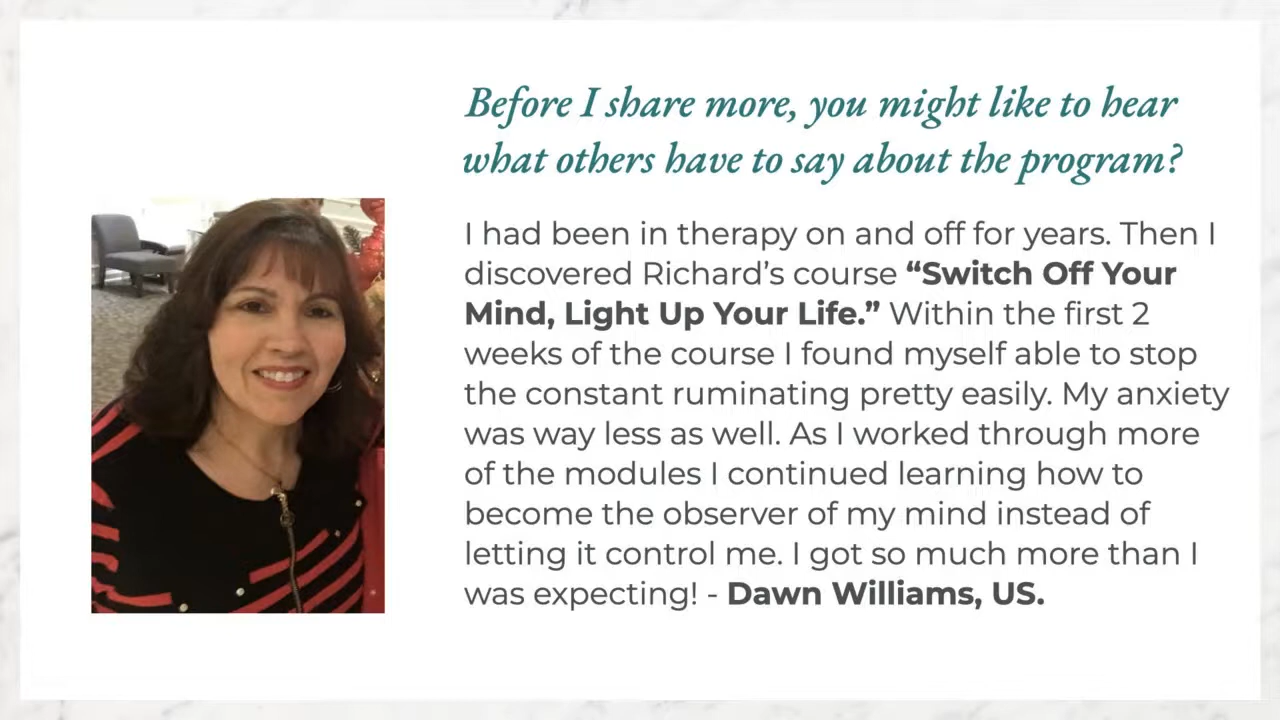 Before I share more, you might like to hear
what others have to say about the program?
I had been in therapy on and off for years. Then I
discovered Richard’s course “Switch Off Your
Mind, Light Up Your Life.” Within the first 2
weeks of the course I found myself able to stop
the constant ruminating pretty easily. My anxiety
was way less as well. As I worked through more
of the modules I continued learning how to
become the observer of my mind instead of
letting it control me. I got so much more than I
was expecting! - Dawn Williams, US.